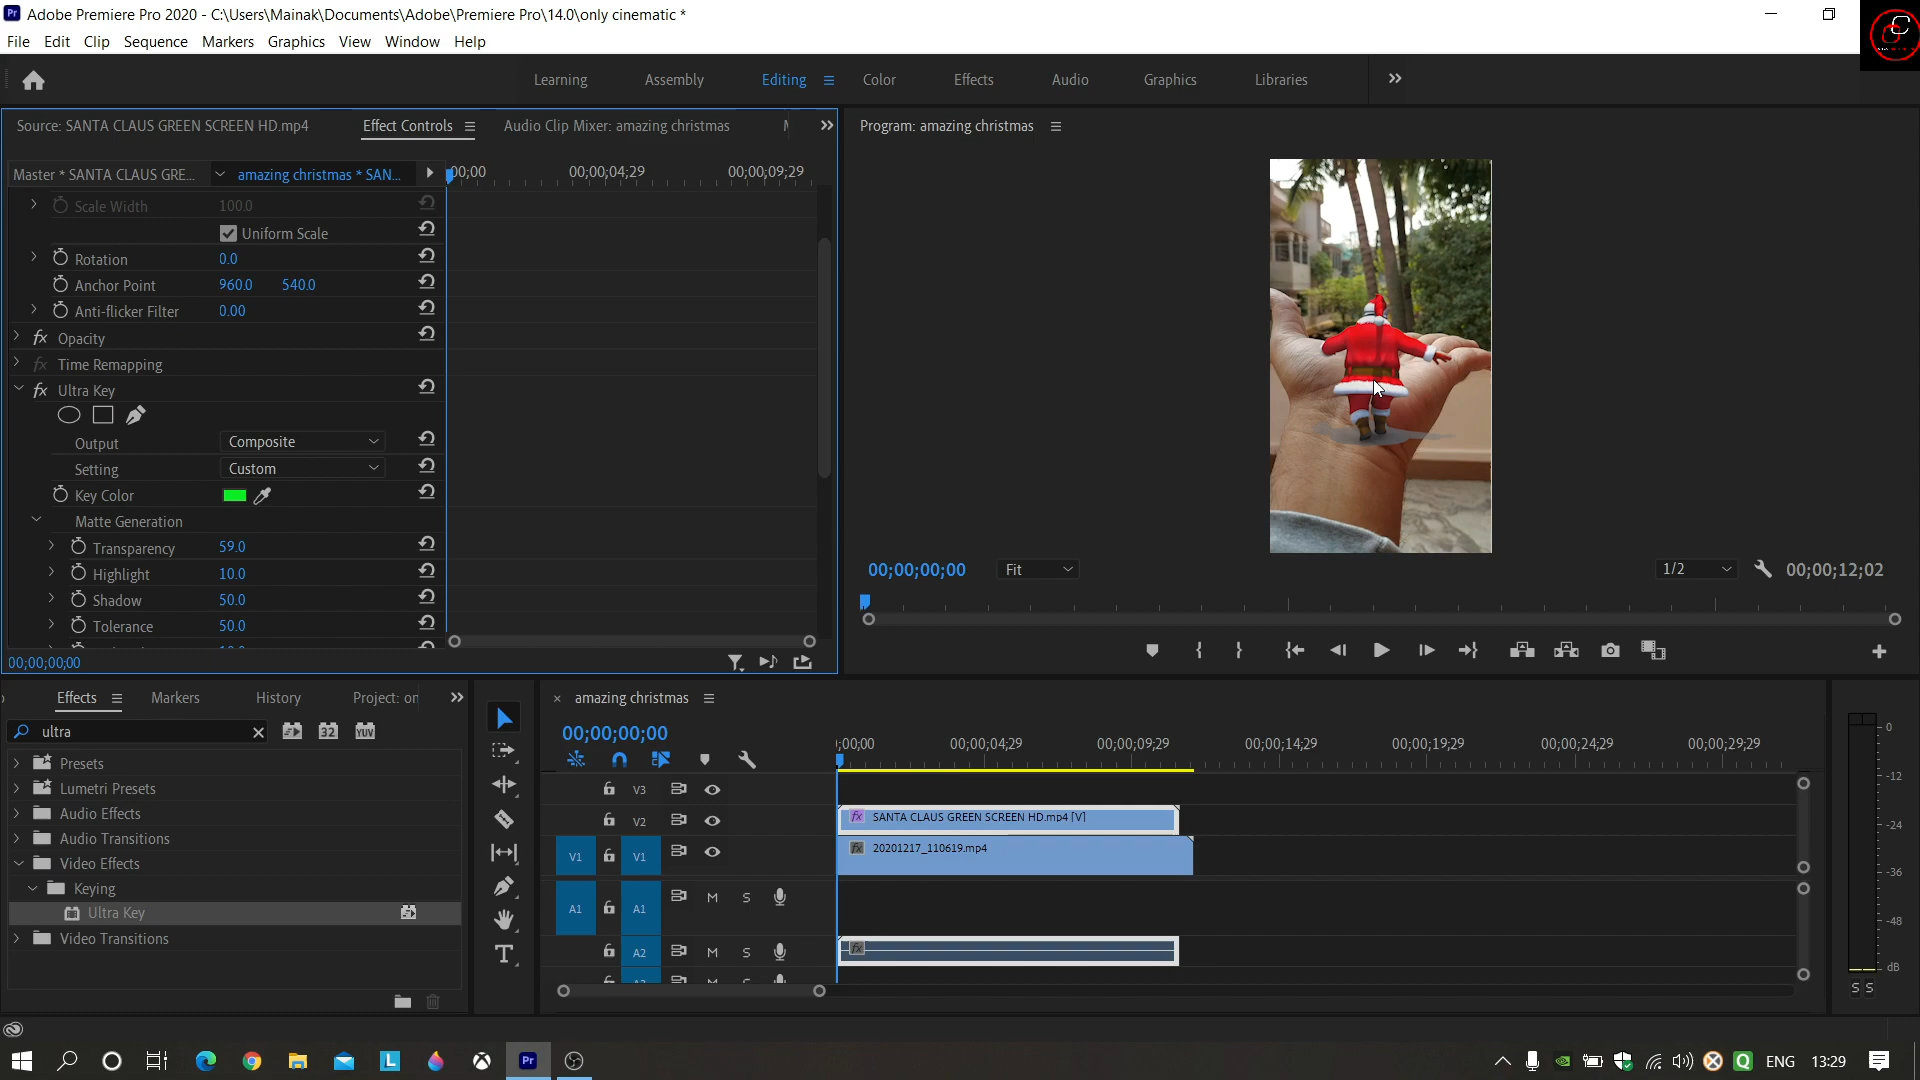 Adobe Premiere Pro 2020 - C:\Users\Mainak\Documents\Adobe\Premiere Pro\14.0\only cinematic *
File Edit Clip Sequence Markers Graphics View Window Help
Learning Assembly Editing Color Effects Audio Graphics Libraries
Source: SANTA CLAUS GREEN SCREEN HD.mp4 Effect Controls Audio Clip Mixer: amazing christmas
Program: amazing christmas
Master * SANTA CLAUS GRE... amazing christmas * SAN... 00;00 00;00;04;29 00;00;09;29
Scale Width 100.0
Uniform Scale
Rotation 0.0
Anchor Point 960.0 540.0
Anti-flicker Filter 0.00
fx Opacity
fx Time Remapping
fx Ultra Key
Output Composite
Setting Custom
Key Color
Matte Generation
Transparency 59.0
Highlight 10.0
Shadow 50.0
Tolerance 50.0
00;00;00;00
00;00;00;00 Fit 1/2 00;00;12;02
Effects Markers History Project: on
ultra 32 YUV
Presets
Lumetri Presets
Audio Effects
Audio Transitions
Video Effects
Keying
Ultra Key
Video Transitions
amazing christmas
00;00;00;00
;00;00 00;00;04;29 00;00;09;29 00;00;14;29 00;00;19;29 00;00;24;29 00;00;29;29
V3
V2 fx SANTA CLAUS GREEN SCREEN HD.mp4 [V]
V1 V1 fx 20201217_110619.mp4
A1 A1 M S
A2 M S fx
0
-12
-24
-36
-48
dB
S S
ENG 13:29